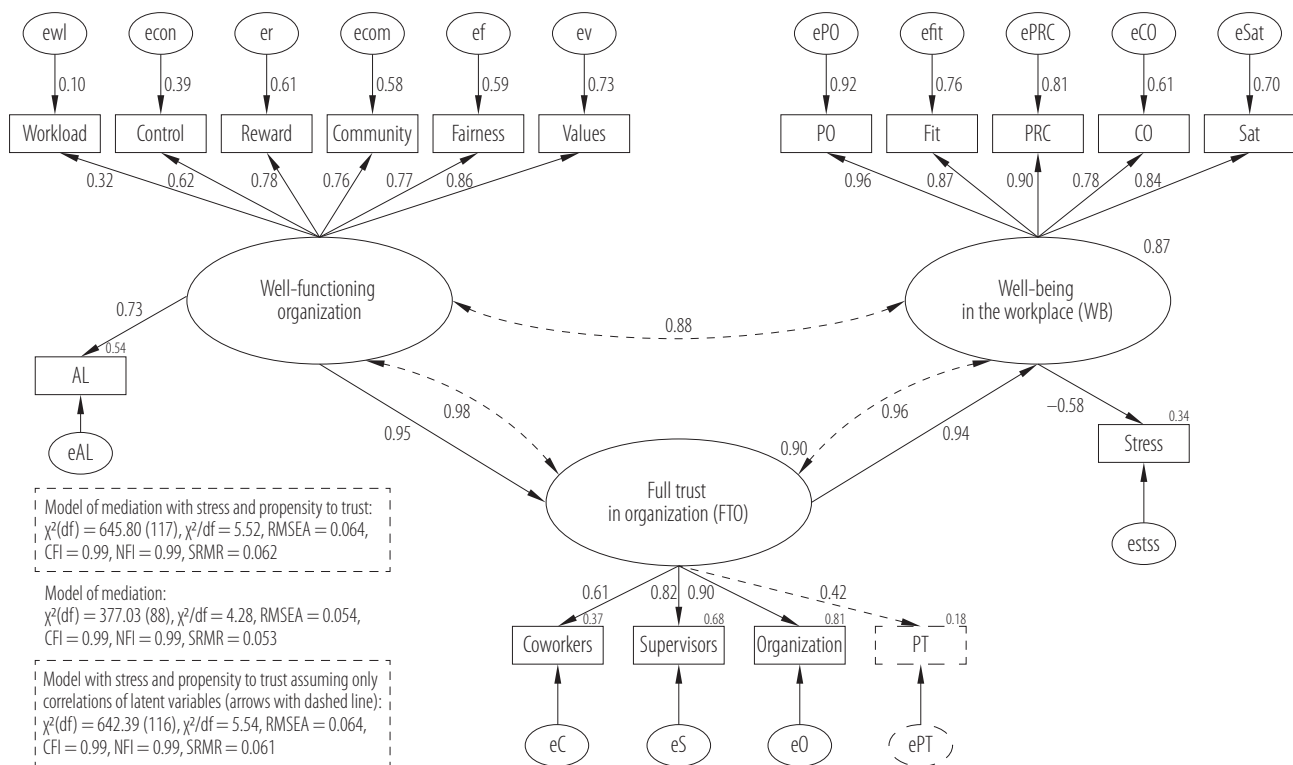 ewl econ er ecom ef ev ePO efit ePRC eCO eSat
0.10 0.39 0.61 0.58 0.59 0.73 0.92 0.76 0.81 0.61 0.70
Workload Control Reward Community Fairness Values PO Fit PRC CO Sat
0.32 0.62 0.78 0.76 0.77 0.86 0.96 0.87 0.90 0.78 0.84
0.87
Well-functioning
organization
Well-being
in the workplace (WB)
0.73
0.88
0.54
AL
eAL
0.98
0.95
0.96
0.94
–0.58
0.34
Stress
estss
0.90
Full trust
in organization (FTO)
Model of mediation with stress and propensity to trust:
χ²(df) = 645.80 (117), χ²/df = 5.52, RMSEA = 0.064,
CFI = 0.99, NFI = 0.99, SRMR = 0.062
Model of mediation:
χ²(df) = 377.03 (88), χ²/df = 4.28, RMSEA = 0.054,
CFI = 0.99, NFI = 0.99, SRMR = 0.053
Model with stress and propensity to trust assuming only
correlations of latent variables (arrows with dashed line):
χ²(df) = 642.39 (116), χ²/df = 5.54, RMSEA = 0.064,
CFI = 0.99, NFI = 0.99, SRMR = 0.061
0.61 0.82 0.90 0.42
0.37 0.68 0.81 0.18
Coworkers Supervisors Organization PT
eC eS eO ePT